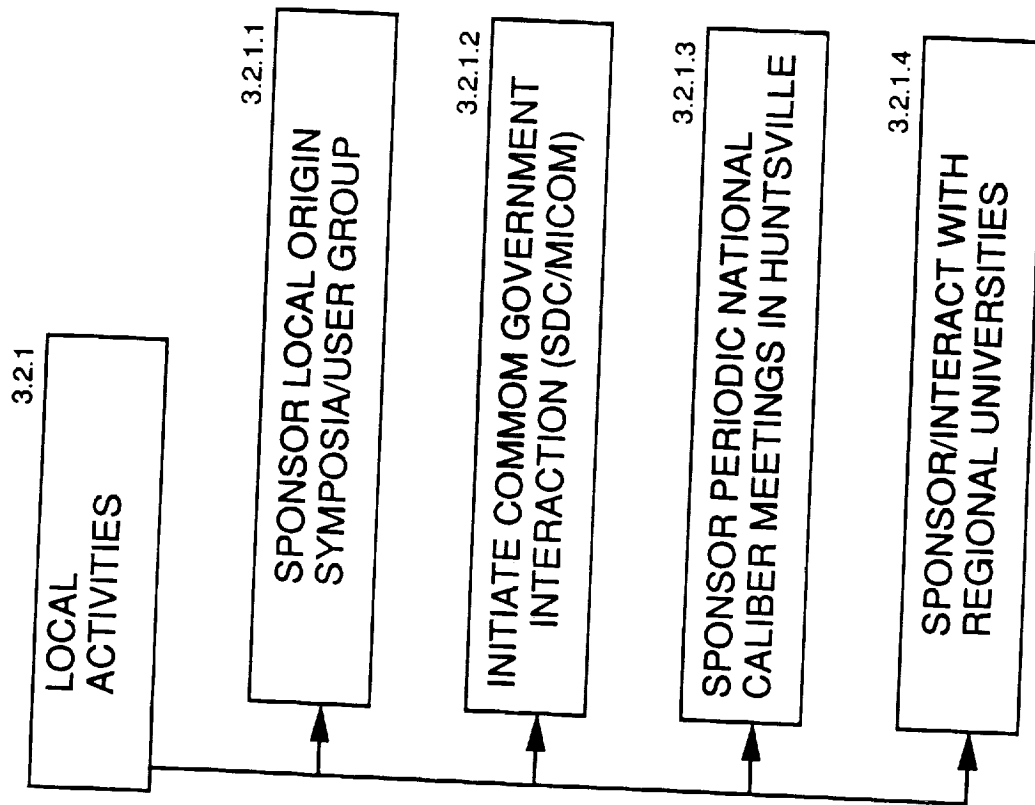 3.2.1
LOCAL
ACTIVITIES
3.2.1.1
SPONSOR LOCAL ORIGIN
SYMPOSIA/USER GROUP
3.2.1.2
INITIATE COMMOM GOVERNMENT
INTERACTION (SDC/MICOM)
3.2.1.3
SPONSOR PERIODIC NATIONAL
CALIBER MEETINGS IN HUNTSVILLE
3.2.1.4
SPONSOR/INTERACT WITH
REGIONAL UNIVERSITIES